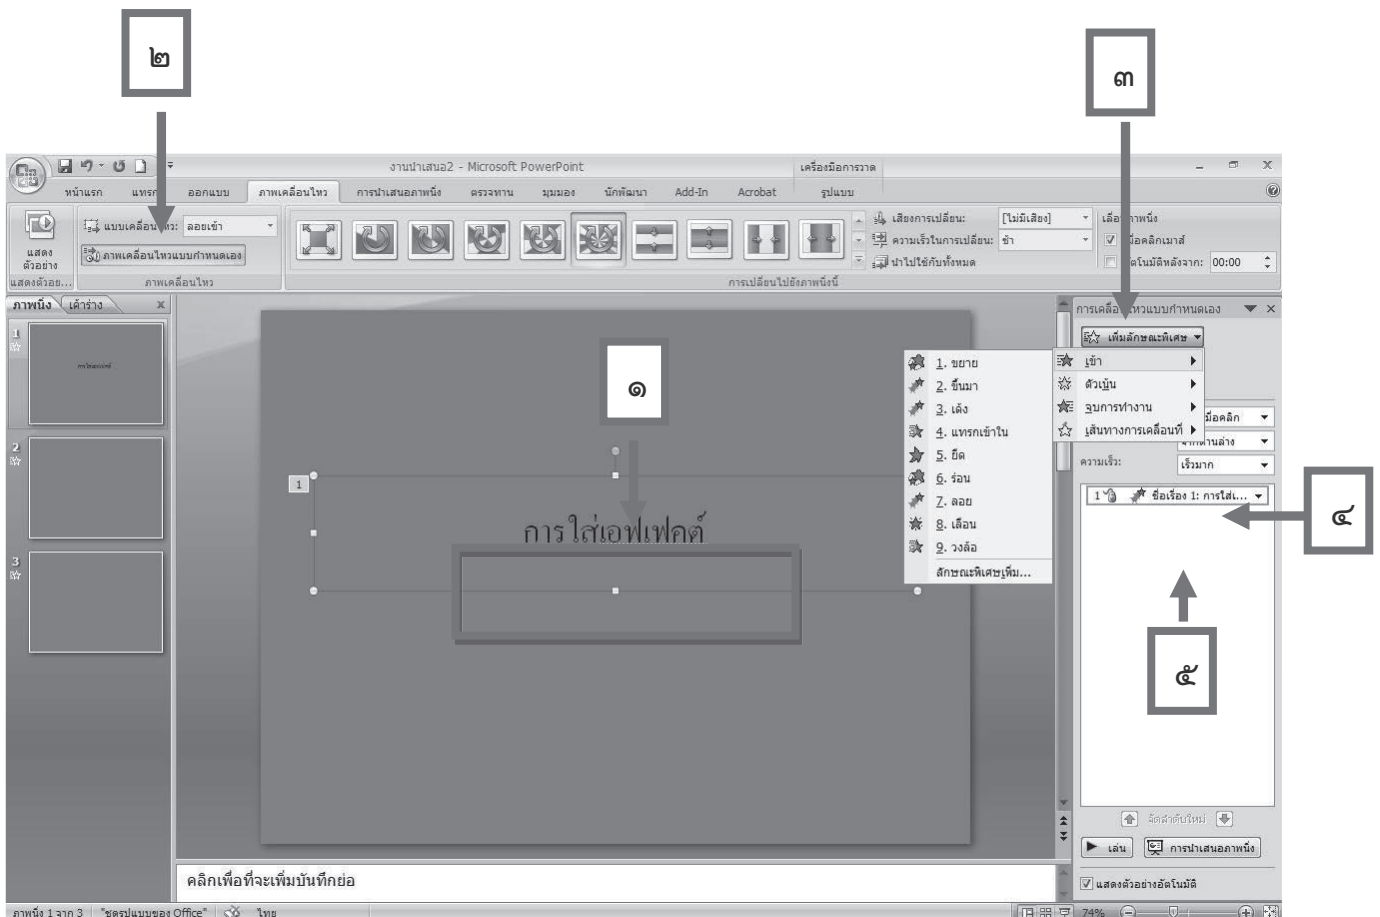 ๒
๓
งานนำเสนอ2 - Microsoft PowerPoint
เครื่องมือการวาด
หน้าแรก แทรก ออกแบบ ภาพเคลื่อนไหว การนำเสนอภาพนิ่ง ตรวจทาน มุมมอง นักพัฒนา Add-In Acrobat รูปแบบ
แสดง
ตัวอย่าง
ลอยเข้า
ภาพเคลื่อนไหวแบบกำหนดเอง
แสดงตัวอย...
ภาพเคลื่อนไหว
เสียงการเปลี่ยน: [ไม่มีเสียง]
ความเร็วในการเปลี่ยน: ช้า
นำไปใช้กับทั้งหมด
การเปลี่ยนไปยังภาพนิ่งนี้
00:00
ภาพนิ่ง เค้าร่าง x
1
การใส่เอฟเฟคต์
2
3
๑
1
การใส่เอฟเฟคต์
1. ขยาย
2. ขึ้นมา
3. เด้ง
4. แทรกเข้าใน
5. ยืด
6. ร่อน
7. ลอย
8. เลือน
9. วงล้อ
ลักษณะพิเศษเพิ่ม...
เพิ่มลักษณะพิเศษ
เข้า
ตัวเน้น
จบการทำงาน
เส้นทางการเคลื่อนที่
ความเร็ว: เร็วมาก
1 ชื่อเรื่อง 1: การใส่เ...
๔
๕
จัดลำดับใหม่
เล่น การนำเสนอภาพนิ่ง
แสดงตัวอย่างอัตโนมัติ
คลิกเพื่อที่จะเพิ่มบันทึกย่อ
ภาพนิ่ง 1 จาก 3 "ชุดรูปแบบของ Office" ไทย 74%